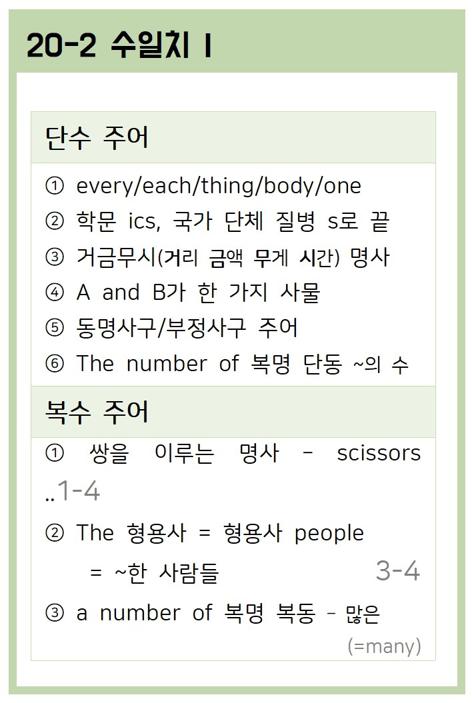 20-2 수일치 I
단수 주어
① every/each/thing/body/one
② 학문 ics, 국가 단체 질병 s로 끝
③ 거금무시(거리 금액 무게 시간) 명사
④ A and B가 한 가지 사물
⑤ 동명사구/부정사구 주어
⑥ The number of 복명 단동 ~의 수
복수 주어
① 쌍을 이루는 명사 - scissors
..1-4
② The 형용사 = 형용사 people
= ~한 사람들 3-4
③ a number of 복명 복동 - 많은
(=many)